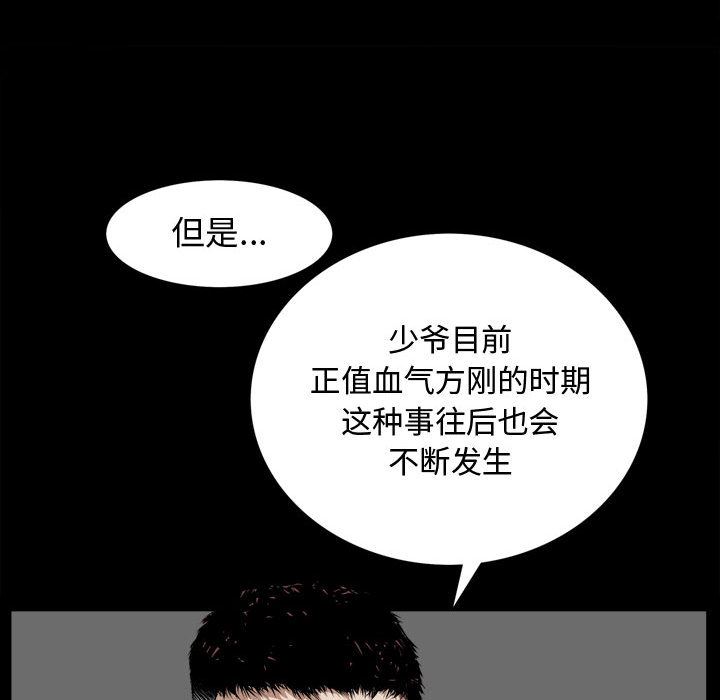 但是...
少爷目前
正值血气方刚的时期
这种事往后也会
不断发生